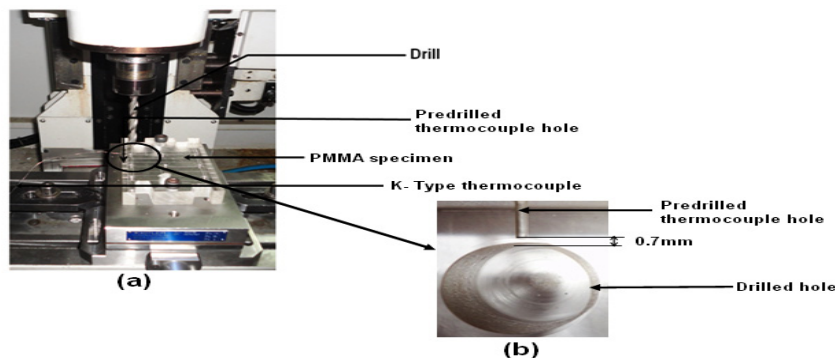 Drill
Predrilled
thermocouple hole
PMMA specimen
K- Type thermocouple
Predrilled
thermocouple hole
0.7mm
Drilled hole
(a)
(b)